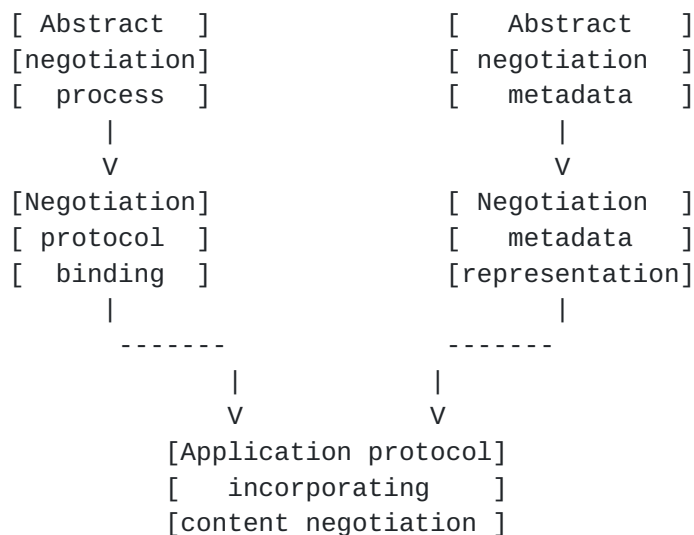 [ Abstract  ]               [   Abstract    ]
[negotiation]               [ negotiation   ]
[  process  ]               [   metadata    ]
      |                            |
      V                            V
[Negotiation]               [ Negotiation   ]
[ protocol  ]               [   metadata    ]
[  binding  ]               [representation]
      |                            |
       -------              -------
              |            |
              V            V
          [Application protocol]
          [   incorporating    ]
          [content negotiation ]